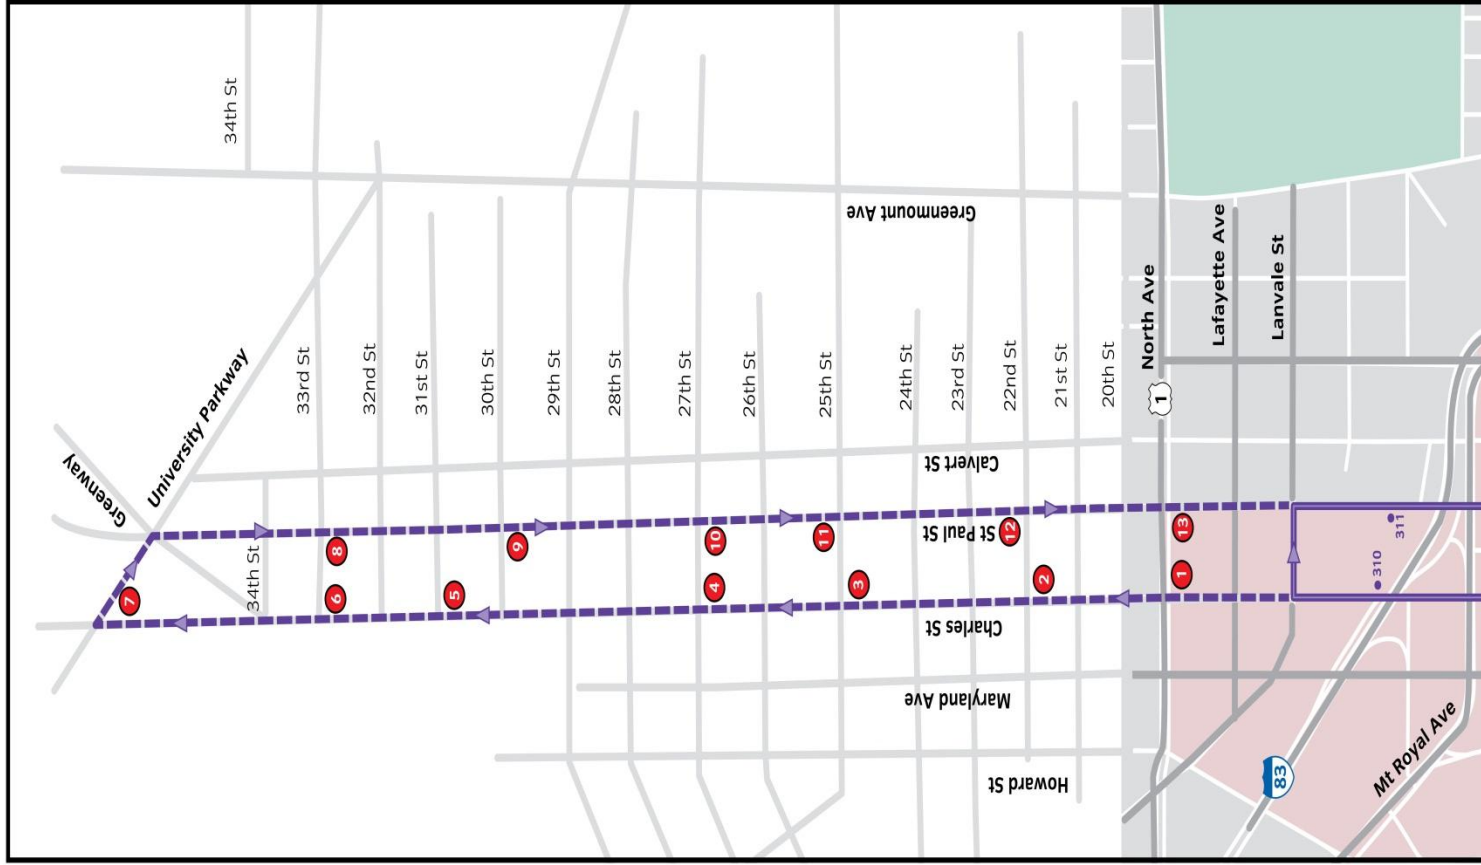 34th St
University Parkway
Greenway
33rd St
32nd St
31st St
30th St
29th St
28th St
27th St
26th St
25th St
24th St
23rd St
22nd St
21st St
20th St
Greenmount Ave
Calvert St
St Paul St
Charles St
Maryland Ave
Howard St
34th St
North Ave
Lafayette Ave
Lanvale St
Mt Royal Ave
1
83
7
8
6
9
5
10
4
11
3
12
2
13
1
310
311